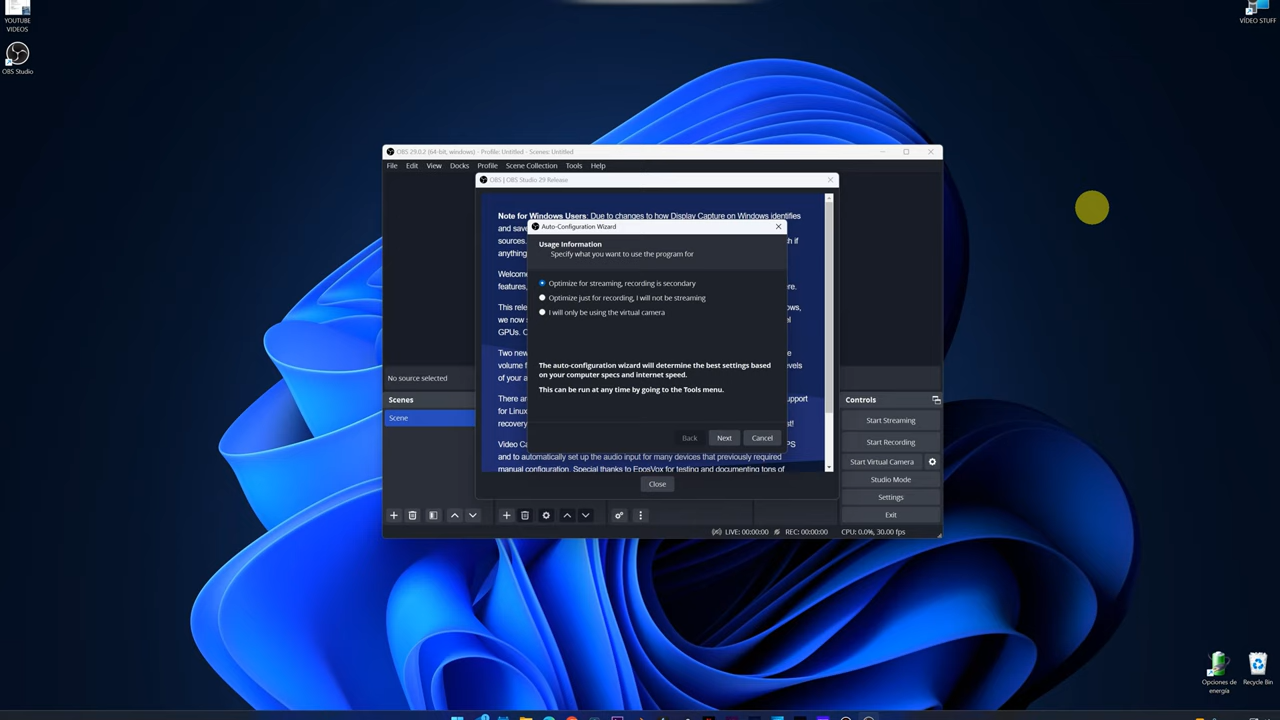 YOUTUBE
VIDEOS
OBS Studio
VÍDEO STUFF
OBS 29.0.2 (64-bit, windows) - Profile: Untitled - Scenes: Untitled
File Edit View Docks Profile Scene Collection Tools Help
OBS | OBS Studio 29 Release
Note for Windows Users: Due to changes to how Display Capture on Windows identifies
and save
sources. if
anything
Welcome
features, re.
This rele ws,
we now el
GPUs. O
Two new e
volume f evels
of your a
There ar upport
for Linux
recovery st!
Video Ca PS
and to automatically set up the audio input for many devices that previously required
manual configuration. Special thanks to EposVox for testing and documenting tons of
Close
Auto-Configuration Wizard
Usage Information
Specify what you want to use the program for
Optimize for streaming, recording is secondary
Optimize just for recording, I will not be streaming
I will only be using the virtual camera
The auto-configuration wizard will determine the best settings based
on your computer specs and internet speed.
This can be run at any time by going to the Tools menu.
Back Next Cancel
No source selected
Scenes
Scene
Controls
Start Streaming
Start Recording
Start Virtual Camera
Studio Mode
Settings
Exit
LIVE: 00:00:00 REC: 00:00:00 CPU: 0.0%, 30.00 fps
Opciones de
energía
Recycle Bin